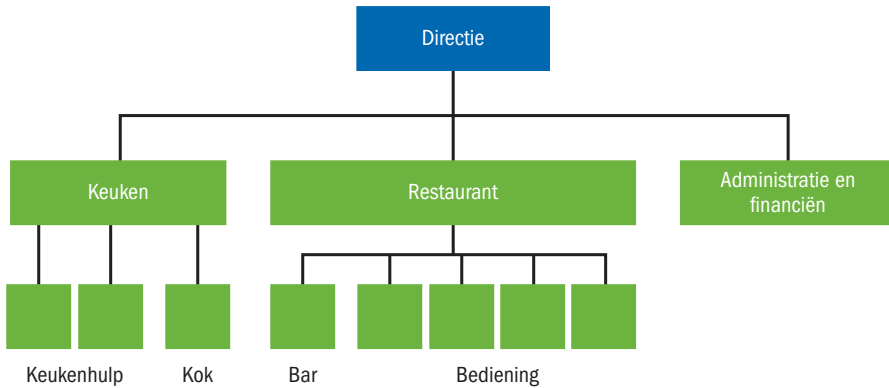 Directie
Keuken
Restaurant
Administratie en
financiën
Keukenhulp
Kok
Bar
Bediening